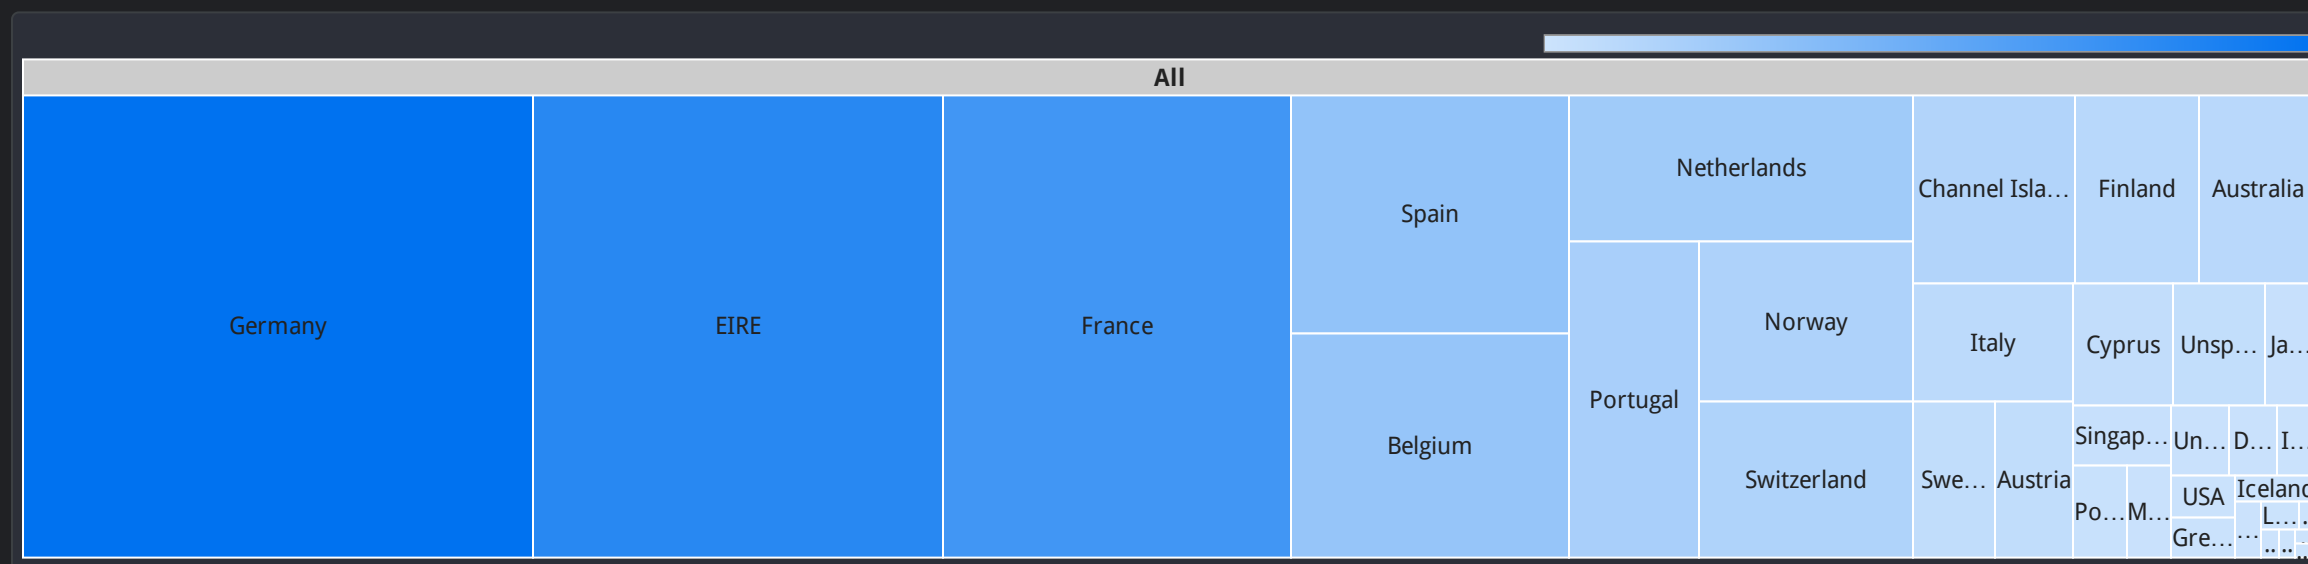 All
Germany
EIRE
France
Spain
Belgium
Netherlands
Portugal
Norway
Switzerland
Channel Isla...
Finland
Australia
Italy
Cyprus
Unsp...
Ja...
Swe...
Austria
Singap...
Un...
D...
I...
Po...
M...
USA
Gre...
Iceland
L...
...